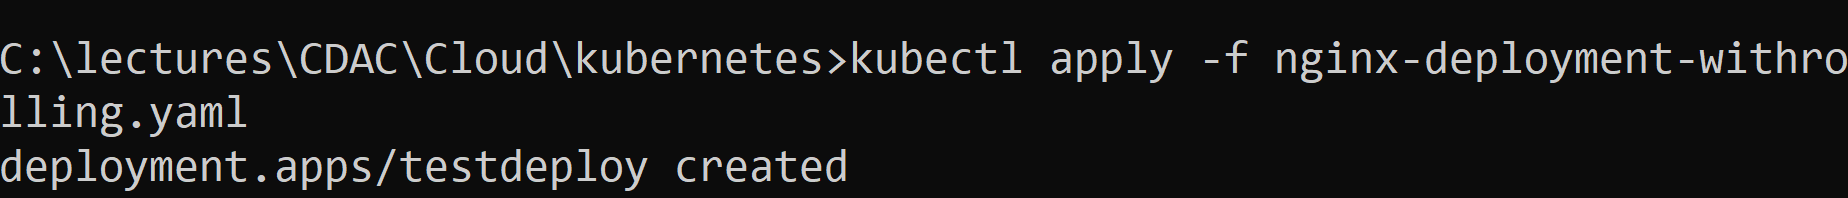 C:\lectures\CDAC\Cloud\kubernetes>kubectl apply -f nginx-deployment-withro
lling.yaml
deployment.apps/testdeploy created